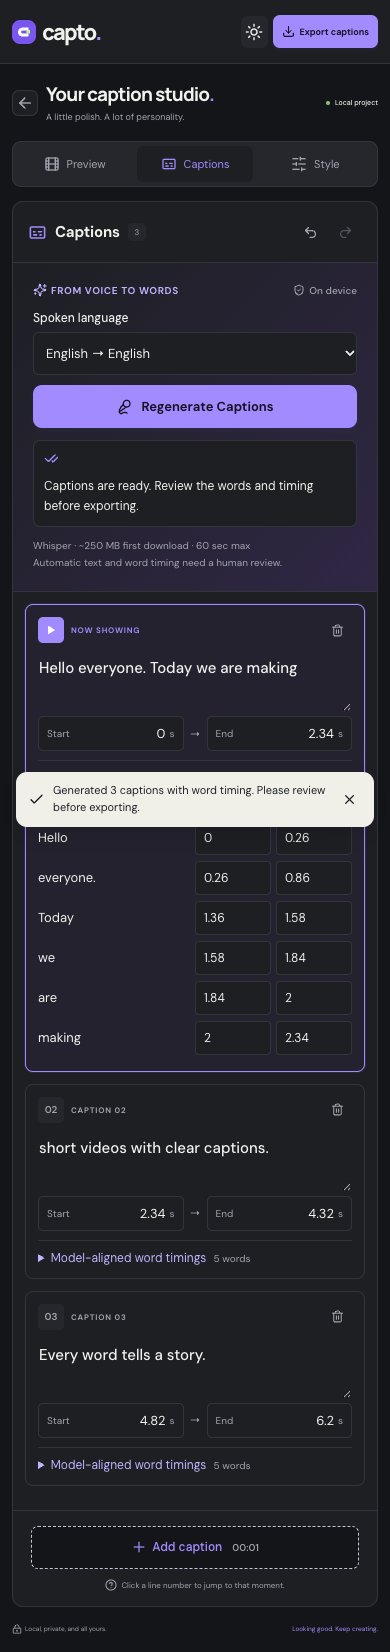 capto.
Export captions
Your caption studio.
A little polish. A lot of personality.
Local project
Preview
Captions
Style
Captions 3
FROM VOICE TO WORDS
On device
Spoken language
English → English
Regenerate Captions
Captions are ready. Review the words and timing
before exporting.
Whisper · ~250 MB first download · 60 sec max
Automatic text and word timing need a human review.
NOW SHOWING
Hello everyone. Today we are making
Start 0 s → End 2.34 s
Generated 3 captions with word timing. Please review
before exporting.
Hello 0 0.26
everyone. 0.26 0.86
Today 1.36 1.58
we 1.58 1.84
are 1.84 2
making 2 2.34
02 CAPTION 02
short videos with clear captions.
Start 2.34 s → End 4.32 s
Model-aligned word timings 5 words
03 CAPTION 03
Every word tells a story.
Start 4.82 s → End 6.2 s
Model-aligned word timings 5 words
+ Add caption 00:01
Click a line number to jump to that moment.
Local, private, and all yours.
Looking good. Keep creating.